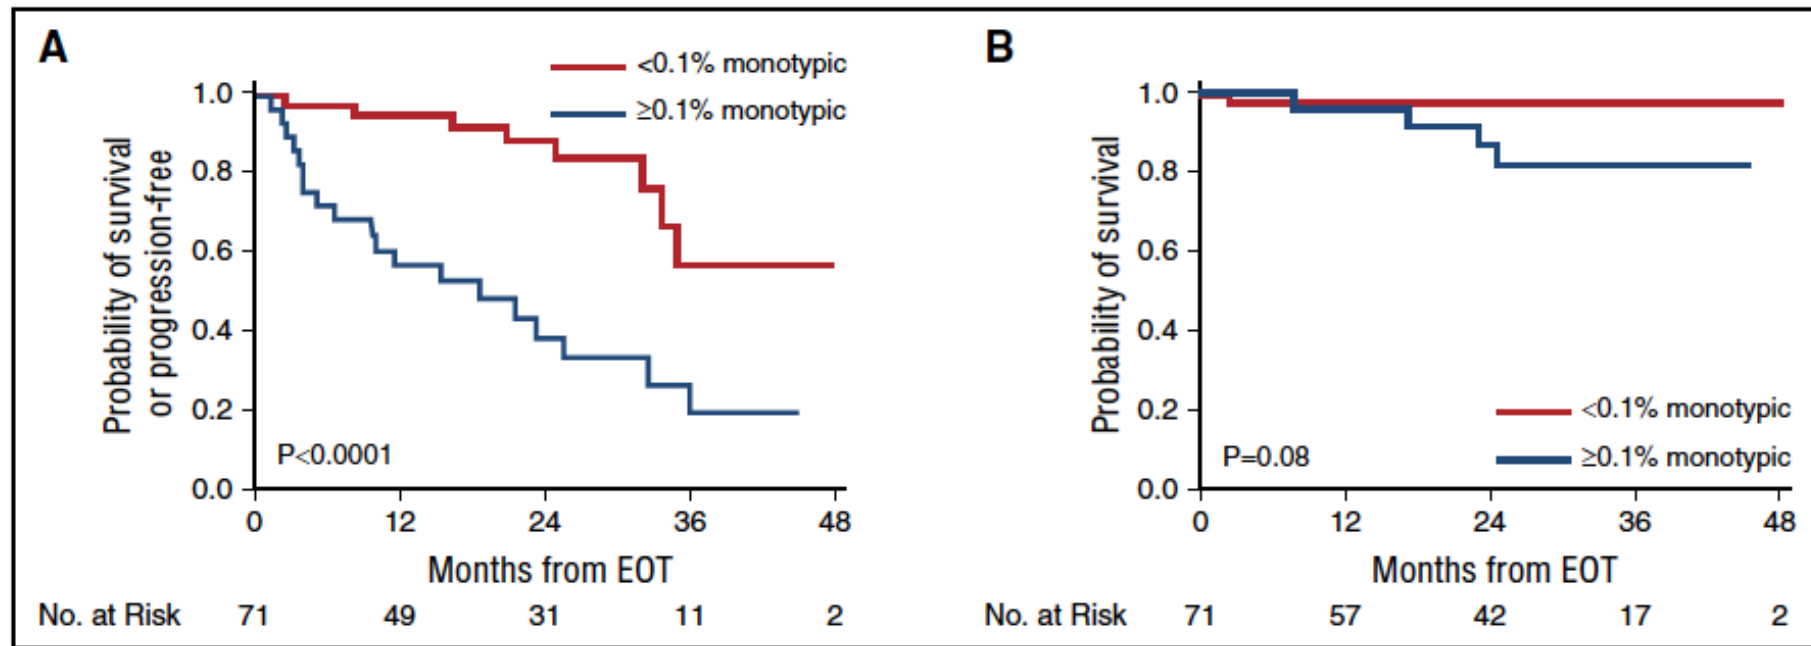 A
<0.1% monotypic
≥0.1% monotypic
Probability of survival
or progression-free
1.0
0.8
0.6
0.4
0.2
0.0
P<0.0001
0 12 24 36 48
Months from EOT
No. at Risk 71 49 31 11 2
B
Probability of survival
1.0
0.8
0.6
0.4
0.2
0.0
<0.1% monotypic
≥0.1% monotypic
P=0.08
0 12 24 36 48
Months from EOT
No. at Risk 71 57 42 17 2